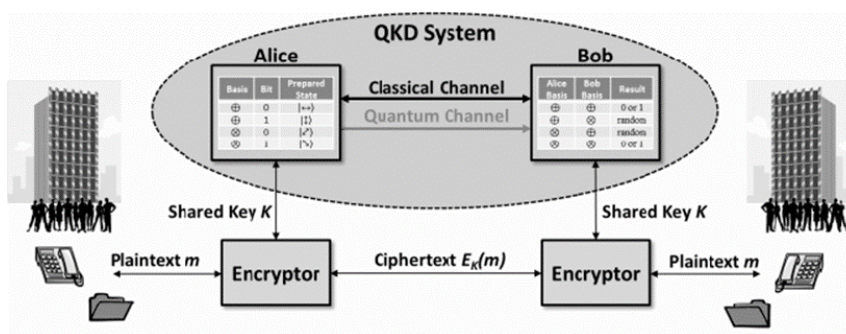 QKD System
Alice
Bob
Basis Bit Prepared State
⊕ 0 |↔⟩
⊕ 1 |↕⟩
⊗ 0 |⤢⟩
⊗ 1 |⤡⟩
Classical Channel
Quantum Channel
Alice Basis Bob Basis Result
⊕ ⊕ 0 or 1
⊕ ⊗ random
⊗ ⊕ random
⊗ ⊗ 0 or 1
Shared Key K
Shared Key K
Plaintext m
Encryptor
Ciphertext E_K(m)
Encryptor
Plaintext m